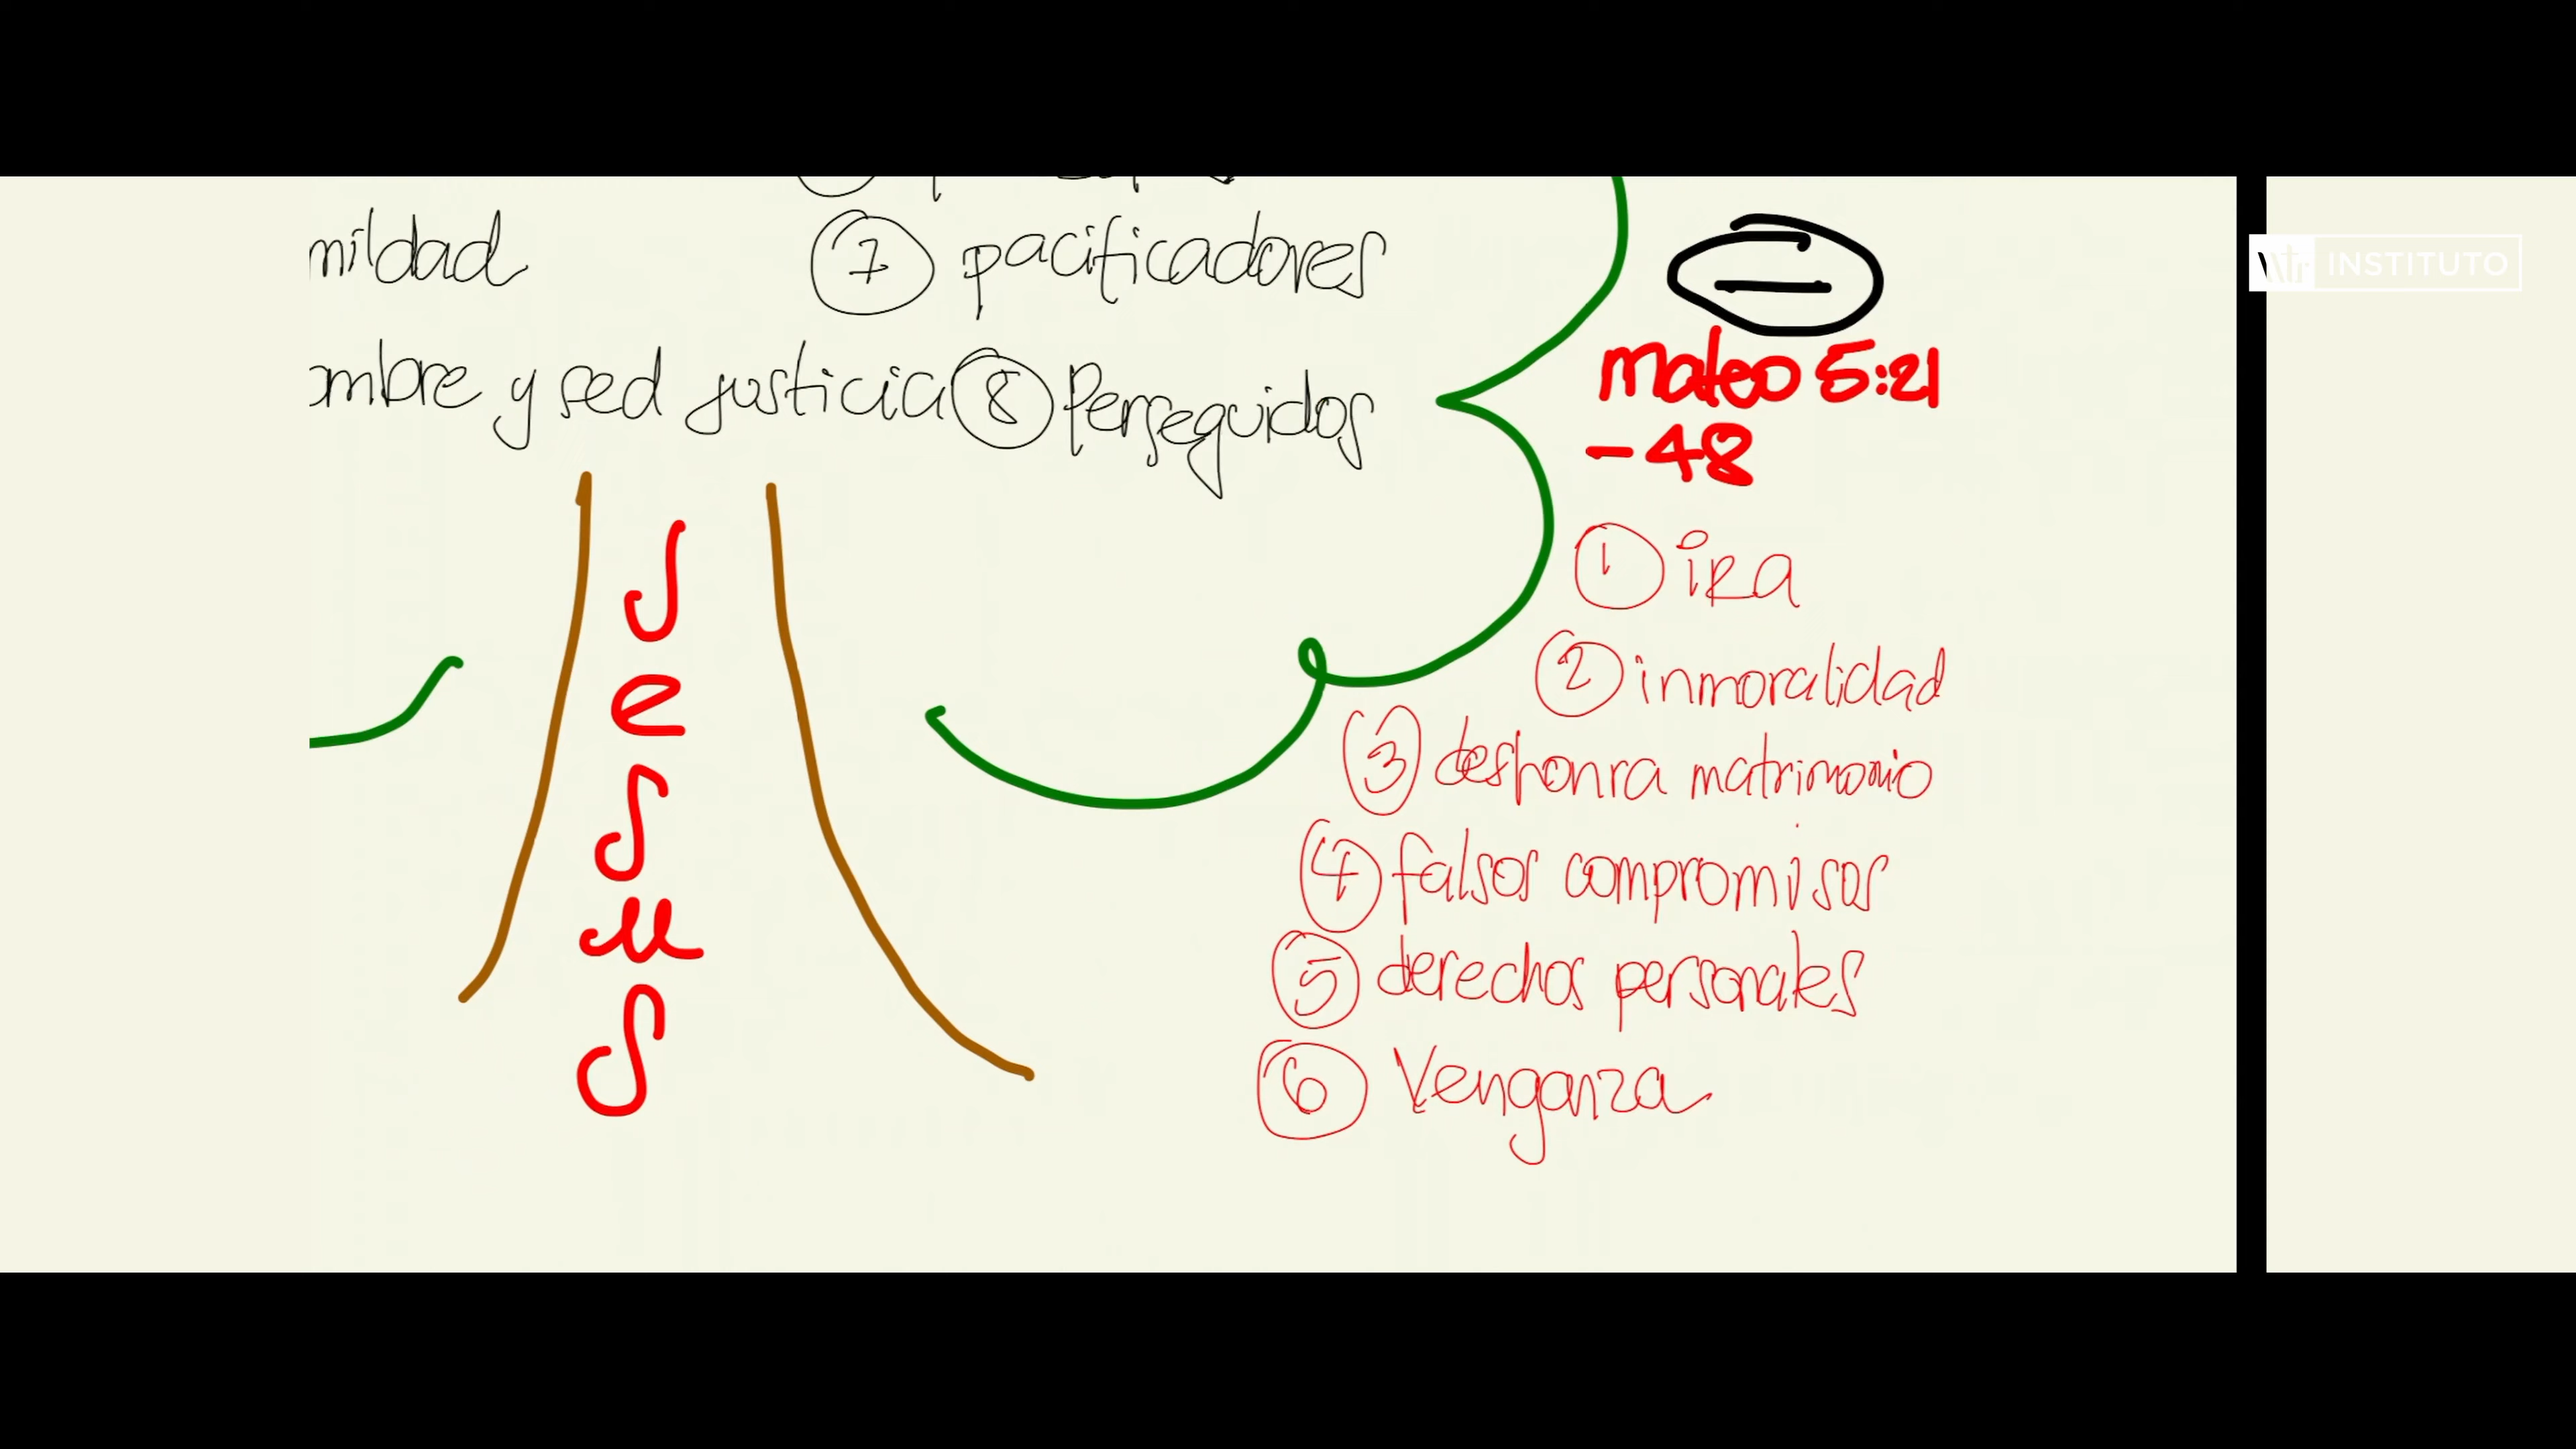 mildad
7 pacificadores
mbre y sed justicia 8 Perseguidos
INSTITUTO
mateo 5:21
- 48
Jesus
1 ira
2 inmoralidad
3 deshonra matrimonio
4 falsos compromisos
5 derechos personales
6 Venganza